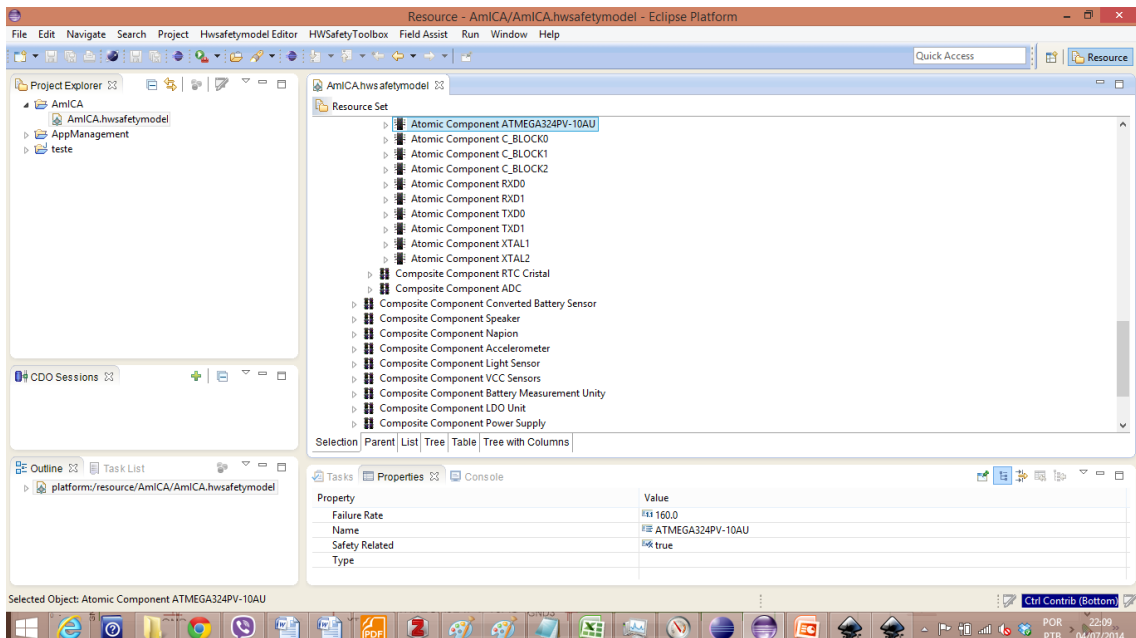 Resource - AmICA/AmICA.hwsafetymodel - Eclipse Platform
File Edit Navigate Search Project Hwsafetymodel Editor HWSafetyToolbox Field Assist Run Window Help
Quick Access
Resource
Project Explorer
AmICA
AmICA.hwsafetymodel
AppManagement
teste
AmICA.hwsafetymodel
Resource Set
Atomic Component ATMEGA324PV-10AU
Atomic Component C_BLOCK0
Atomic Component C_BLOCK1
Atomic Component C_BLOCK2
Atomic Component RXD0
Atomic Component RXD1
Atomic Component TXD0
Atomic Component TXD1
Atomic Component XTAL1
Atomic Component XTAL2
Composite Component RTC Cristal
Composite Component ADC
Composite Component Converted Battery Sensor
Composite Component Speaker
Composite Component Napion
Composite Component Accelerometer
Composite Component Light Sensor
Composite Component VCC Sensors
Composite Component Battery Measurement Unity
Composite Component LDO Unit
Composite Component Power Supply
Selection Parent List Tree Table Tree with Columns
CDO Sessions
Outline Task List
platform:/resource/AmICA/AmICA.hwsafetymodel
Tasks Properties Console
Property Value
Failure Rate 160.0
Name ATMEGA324PV-10AU
Safety Related true
Type
Selected Object: Atomic Component ATMEGA324PV-10AU
Ctrl Contrib (Bottom)
PDF
POR 22:09
PTB 04/07/2014